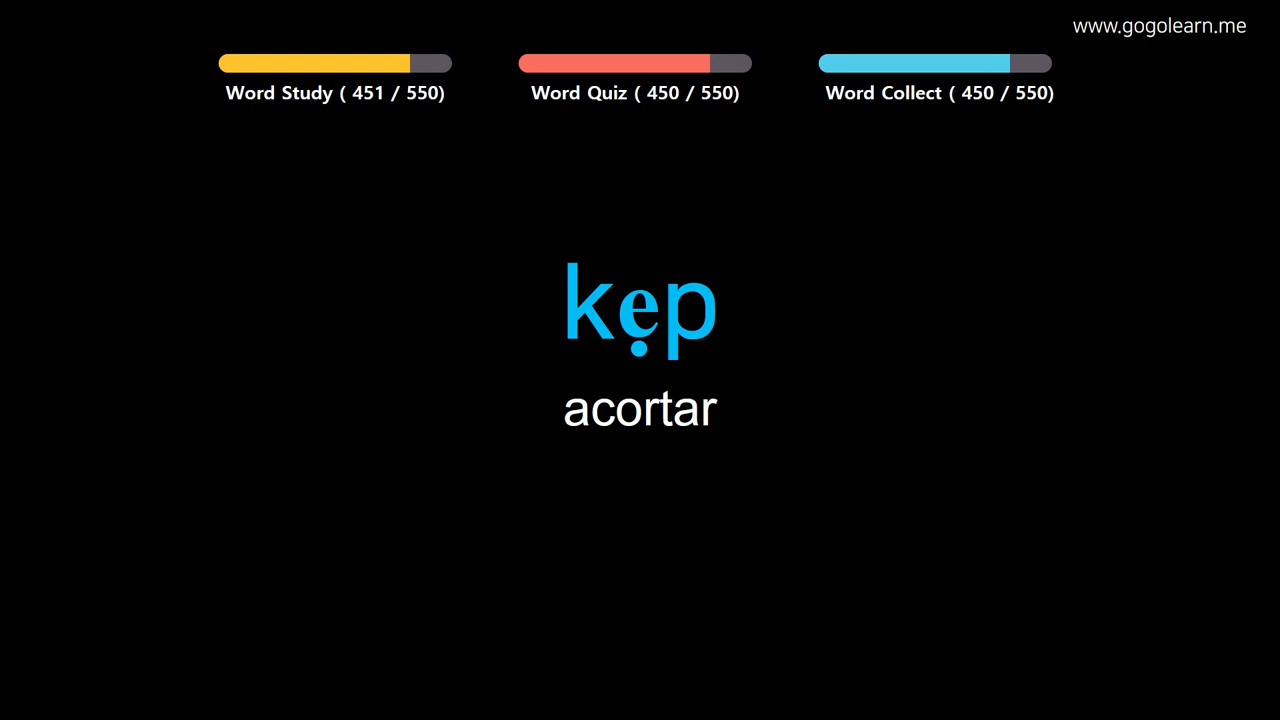 www.gogolearn.me
Word Study ( 451 / 550)
Word Quiz ( 450 / 550)
Word Collect ( 450 / 550)
kẹp
acortar